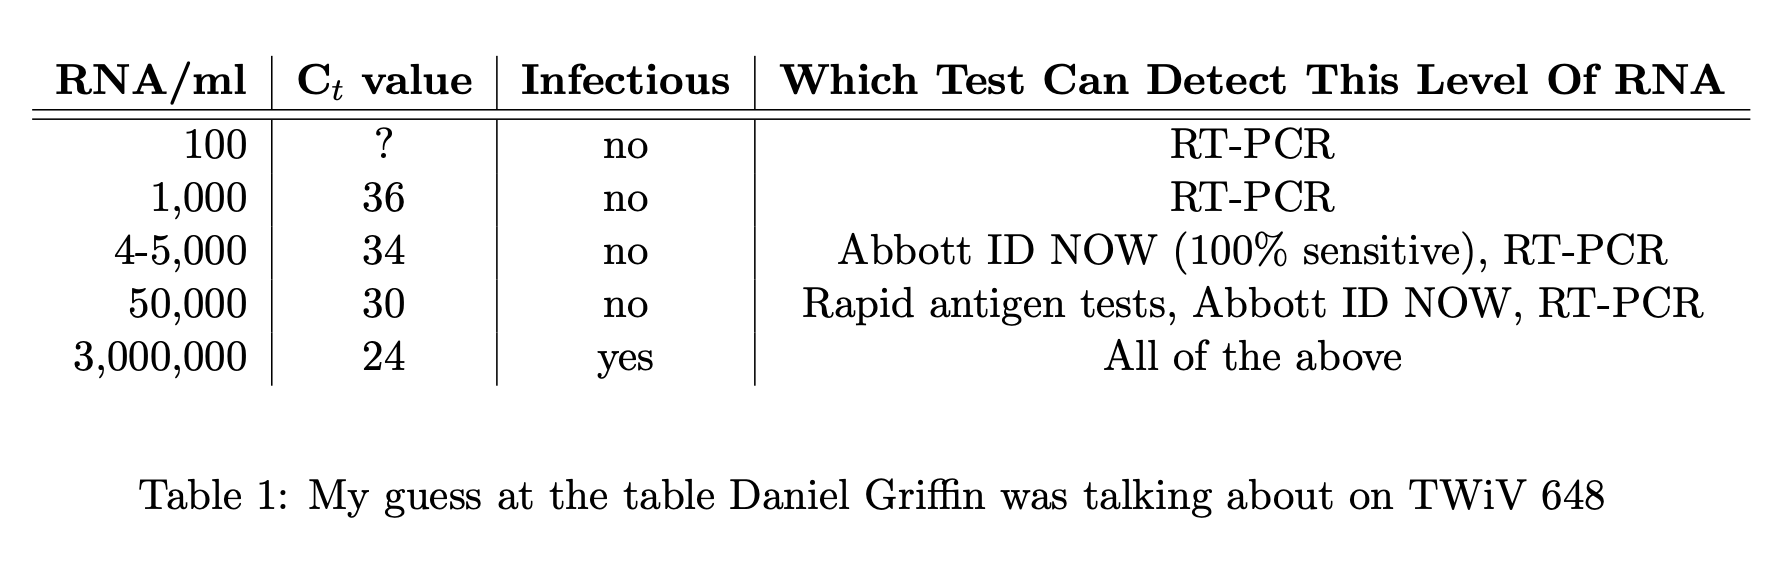 RNA/ml C_t value Infectious Which Test Can Detect This Level Of RNA
100 ? no RT-PCR
1,000 36 no RT-PCR
4-5,000 34 no Abbott ID NOW (100% sensitive), RT-PCR
50,000 30 no Rapid antigen tests, Abbott ID NOW, RT-PCR
3,000,000 24 yes All of the above
Table 1: My guess at the table Daniel Griffin was talking about on TWiV 648